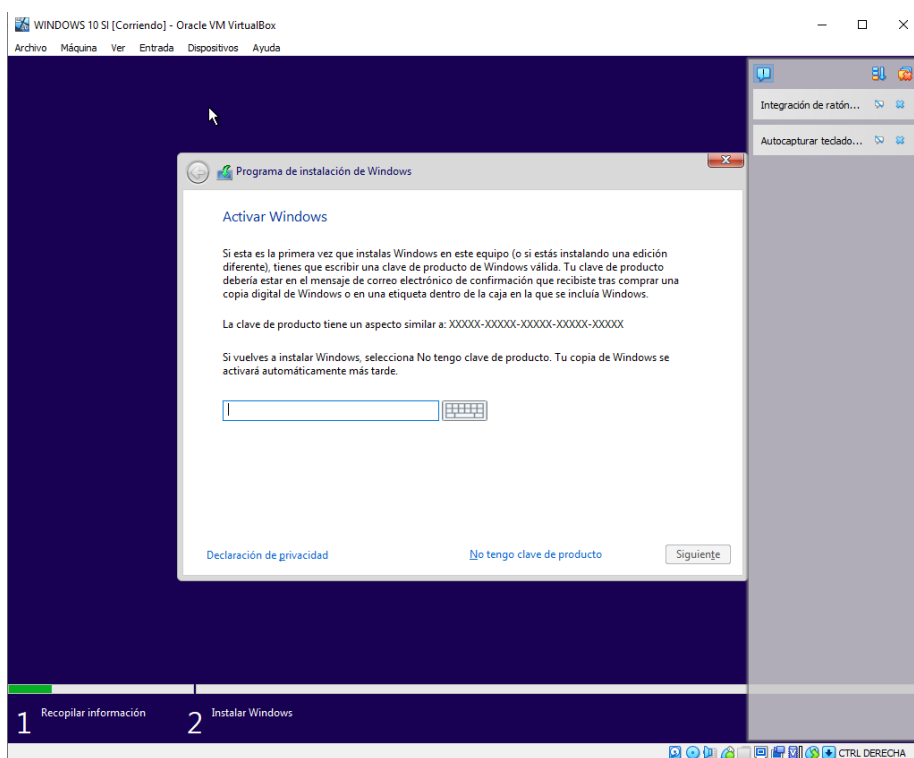 WINDOWS 10 SI [Corriendo] - Oracle VM VirtualBox
Archivo Máquina Ver Entrada Dispositivos Ayuda
Integración de ratón...
Autocapturar teclado...
Programa de instalación de Windows
Activar Windows
Si esta es la primera vez que instalas Windows en este equipo (o si estás instalando una edición
diferente), tienes que escribir una clave de producto de Windows válida. Tu clave de producto
debería estar en el mensaje de correo electrónico de confirmación que recibiste tras comprar una
copia digital de Windows o en una etiqueta dentro de la caja en la que se incluía Windows.
La clave de producto tiene un aspecto similar a: XXXXX-XXXXX-XXXXX-XXXXX-XXXXX
Si vuelves a instalar Windows, selecciona No tengo clave de producto. Tu copia de Windows se
activará automáticamente más tarde.
Declaración de privacidad No tengo clave de producto Siguiente
1 Recopilar información 2 Instalar Windows
CTRL DERECHA